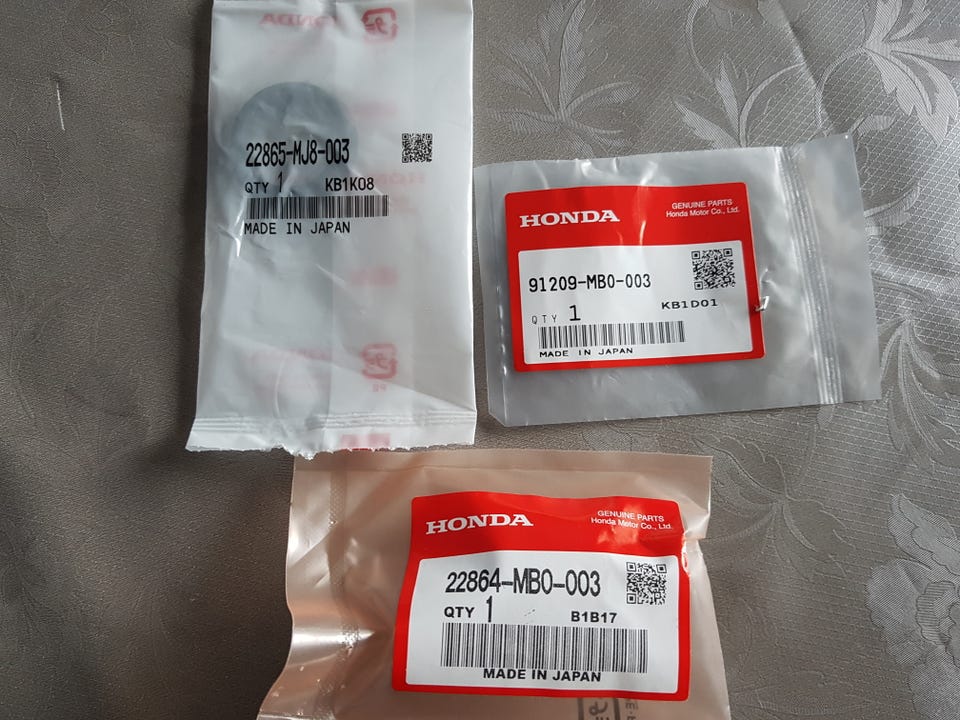 HONDA
22865-MJ8-003
QTY 1 KB1K08
MADE IN JAPAN
HONDA
GENUINE PARTS
Honda Motor Co., Ltd.
91209-MB0-003
QTY 1 KB1D01
MADE IN JAPAN
HONDA
GENUINE PARTS
Honda Motor Co., Ltd.
22864-MB0-003
QTY 1 B1B17
MADE IN JAPAN